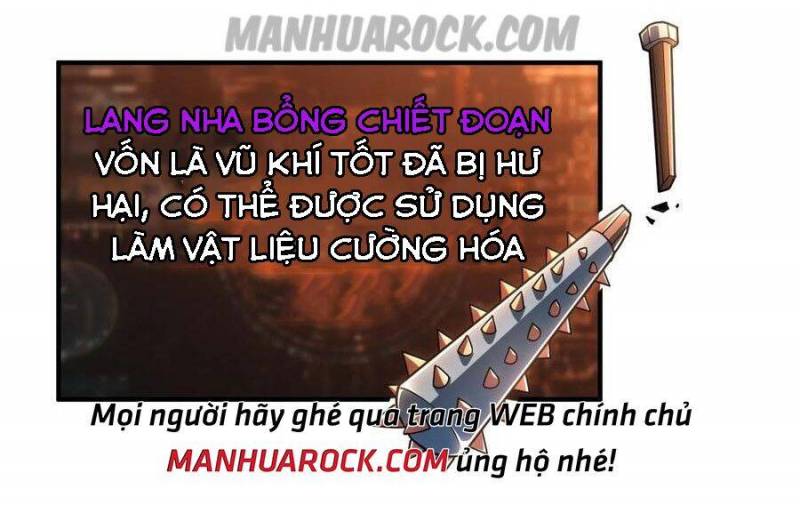 MANHUAROCK.COM
LANG NHA BỔNG CHIẾT ĐOẠN
VỐN LÀ VŨ KHÍ TỐT ĐÃ BỊ HƯ
HẠI, CÓ THỂ ĐƯỢC SỬ DỤNG
LÀM VẬT LIỆU CƯỜNG HÓA
Mọi người hãy ghé quá trang WEB chính chủ
MANHUAROCK.COM ủng hộ nhé!